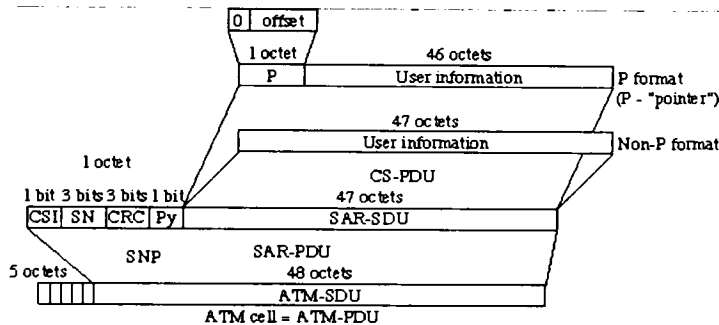 0 offset
1 octet 46 octets
P User information P format
(P - "pointer")
47 octets
User information Non-P format
1 octet
CS-PDU
1 bit 3 bits 3 bits 1 bit 47 octets
CSI SN CRC Py SAR-SDU
SNP SAR-PDU
5 octets 48 octets
ATM-SDU
ATM cell = ATM-PDU